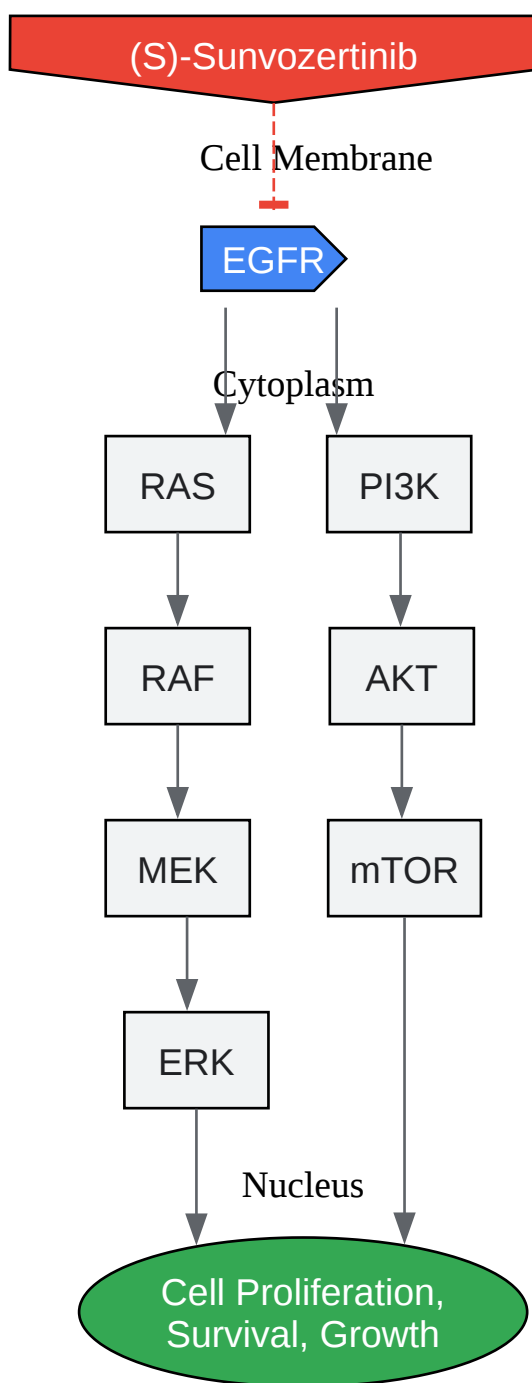 (S)-Sunvozertinib
Cell Membrane
EGFR
Cytoplasm
RAS
PI3K
RAF
AKT
MEK
mTOR
ERK
Nucleus
Cell Proliferation,
Survival, Growth